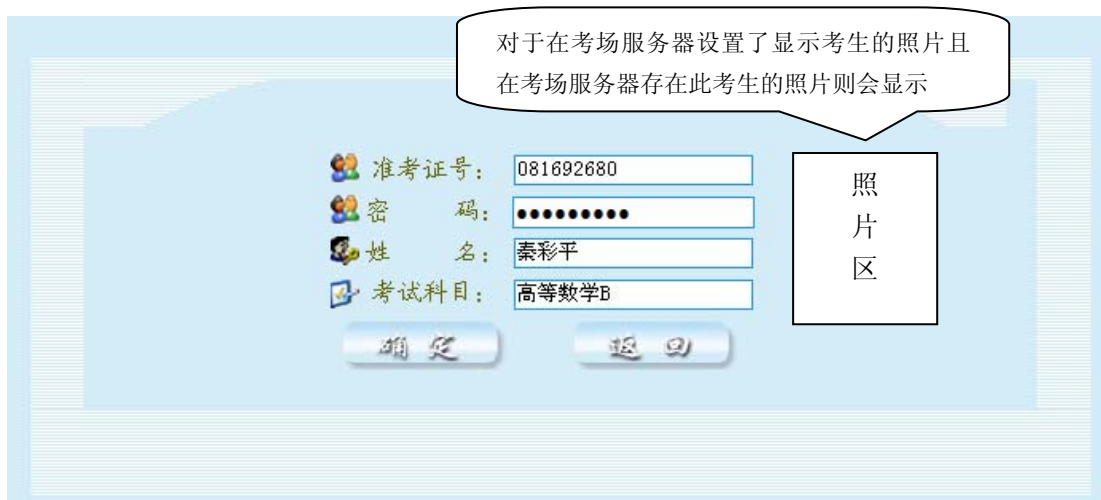 对于在考场服务器设置了显示考生的照片且
在考场服务器存在此考生的照片则会显示
准考证号： 081692680
密 码： ●●●●●●●●●
姓 名： 秦彩平
考试科目： 高等数学B
照
片
区
确 定 返 回